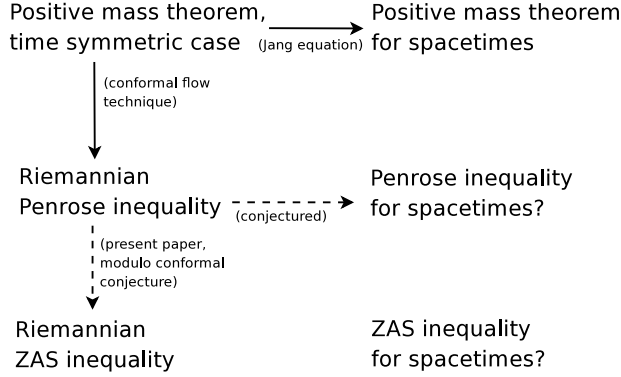 Positive mass theorem,
time symmetric case
(Jang equation)
Positive mass theorem
for spacetimes
(conformal flow
technique)
Riemannian
Penrose inequality
(conjectured)
Penrose inequality
for spacetimes?
(present paper,
modulo conformal
conjecture)
Riemannian
ZAS inequality
ZAS inequality
for spacetimes?